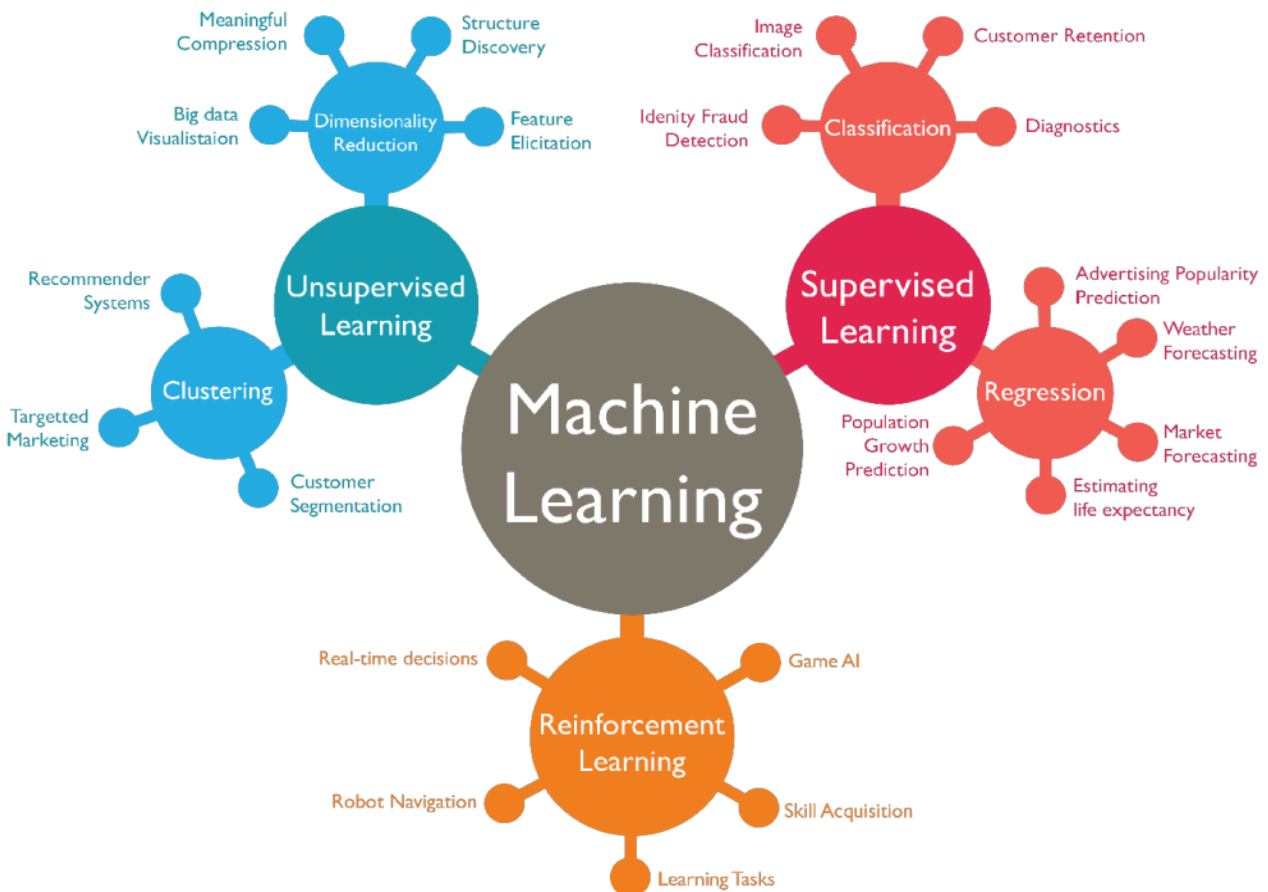 Meaningful
Compression
Structure
Discovery
Big data
Visualistaion
Dimensionality
Reduction
Feature
Elicitation
Image
Classification
Customer Retention
Idenity Fraud
Detection
Classification
Diagnostics
Unsupervised
Learning
Recommender
Systems
Clustering
Targetted
Marketing
Customer
Segmentation
Supervised
Learning
Advertising Popularity
Prediction
Weather
Forecasting
Regression
Population
Growth
Prediction
Market
Forecasting
Estimating
life expectancy
Machine
Learning
Real-time decisions
Game AI
Reinforcement
Learning
Robot Navigation
Skill Acquisition
Learning Tasks